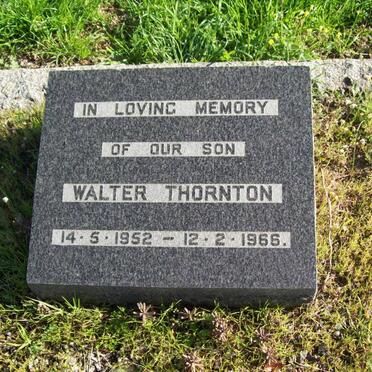 IN LOVING MEMORY
OF OUR SON
WALTER THORNTON
14·5·1952 – 12·2·1966.